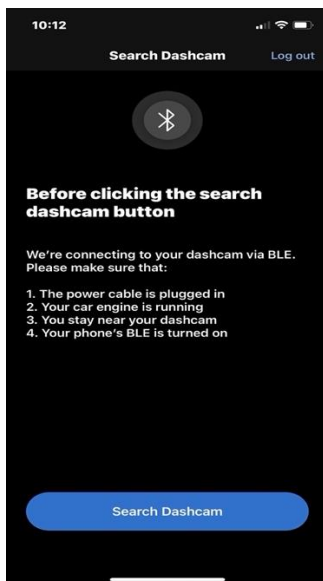 10:12
Search Dashcam
Log out
Before clicking the search
dashcam button
We're connecting to your dashcam via BLE.
Please make sure that:
1. The power cable is plugged in
2. Your car engine is running
3. You stay near your dashcam
4. Your phone's BLE is turned on
Search Dashcam